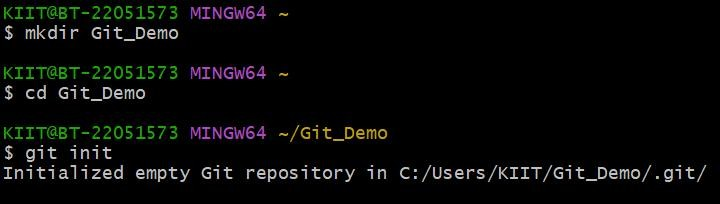 KIIT@BT-22051573 MINGW64 ~
$ mkdir Git_Demo
KIIT@BT-22051573 MINGW64 ~
$ cd Git_Demo
KIIT@BT-22051573 MINGW64 ~/Git_Demo
$ git init
Initialized empty Git repository in C:/Users/KIIT/Git_Demo/.git/